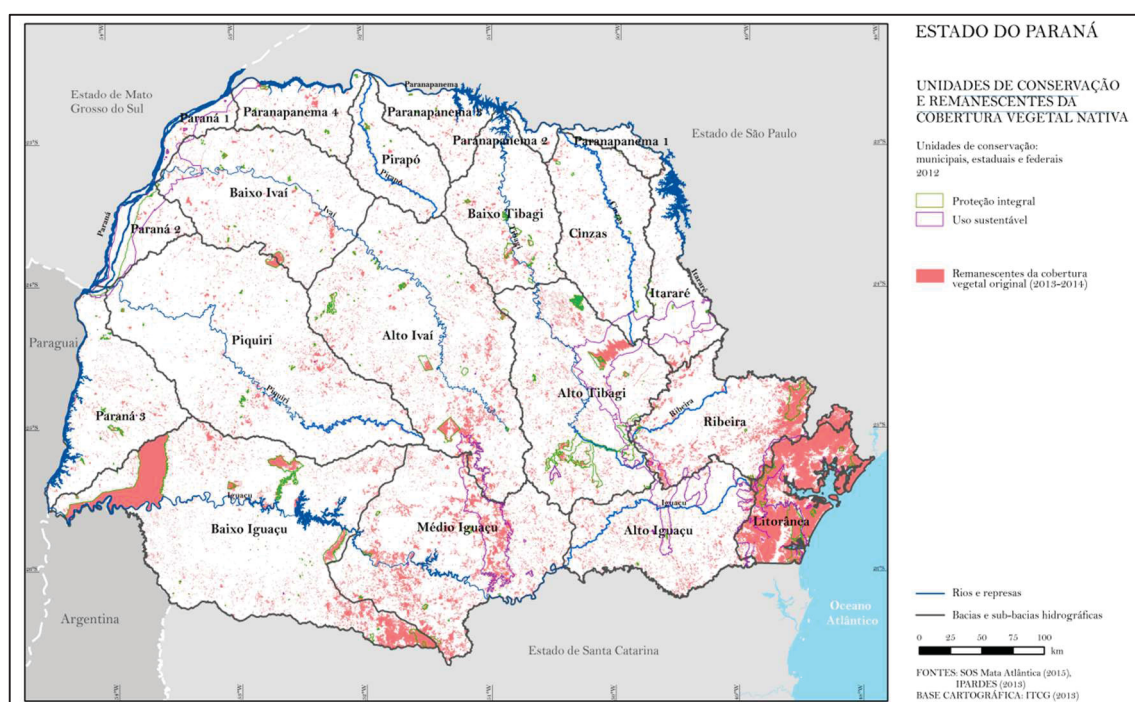 ESTADO DO PARANÁ
UNIDADES DE CONSERVAÇÃO
E REMANESCENTES DA
COBERTURA VEGETAL NATIVA
Unidades de conservação:
municipais, estaduais e federais
2012
Proteção integral
Uso sustentável
Remanescentes da cobertura
vegetal original (2013-2014)
Rios e represas
Bacias e sub-bacias hidrográficas
0 25 50 75 100
km
FONTES: SOS Mata Atlântica (2015),
IPARDES (2013)
BASE CARTOGRÁFICA: ITCG (2013)
Estado de Mato
Grosso do Sul
Estado de São Paulo
Paraguai
Argentina
Estado de Santa Catarina
Oceano
Atlântico
Paranapanema
Paraná 1
Paranapanema 4
Paranapanema 3
Paranapanema 2
Paranapanema 1
Pirapó
Pirapó
Baixo Ivaí
Ivaí
Baixo Tibagi
Tibagi
Cinzas
Paraná
Paraná 2
Itararé
Itararé
Piquiri
Piquiri
Alto Ivaí
Alto Tibagi
Ribeira
Ribeira
Paraná 3
Iguaçu
Baixo Iguaçu
Médio Iguaçu
Iguaçu
Alto Iguaçu
Litorânea